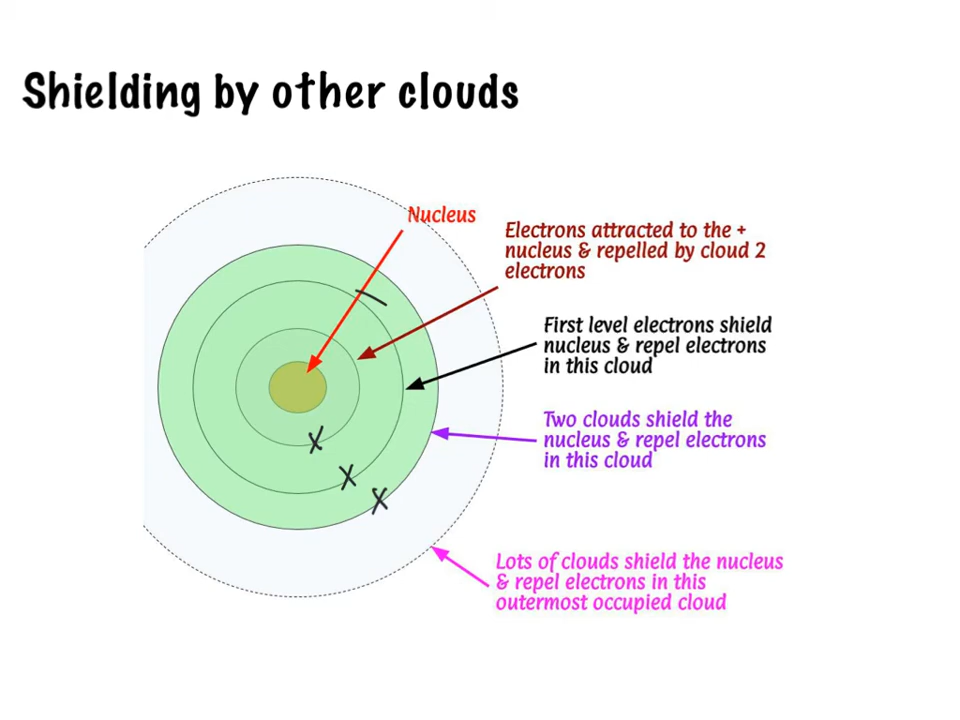 Shielding by other clouds
Nucleus
Electrons attracted to the +
nucleus & repelled by cloud 2
electrons
First level electrons shield
nucleus & repel electrons
in this cloud
Two clouds shield the
nucleus & repel electrons
in this cloud
X
X
X
Lots of clouds shield the nucleus
& repel electrons in this
outermost occupied cloud